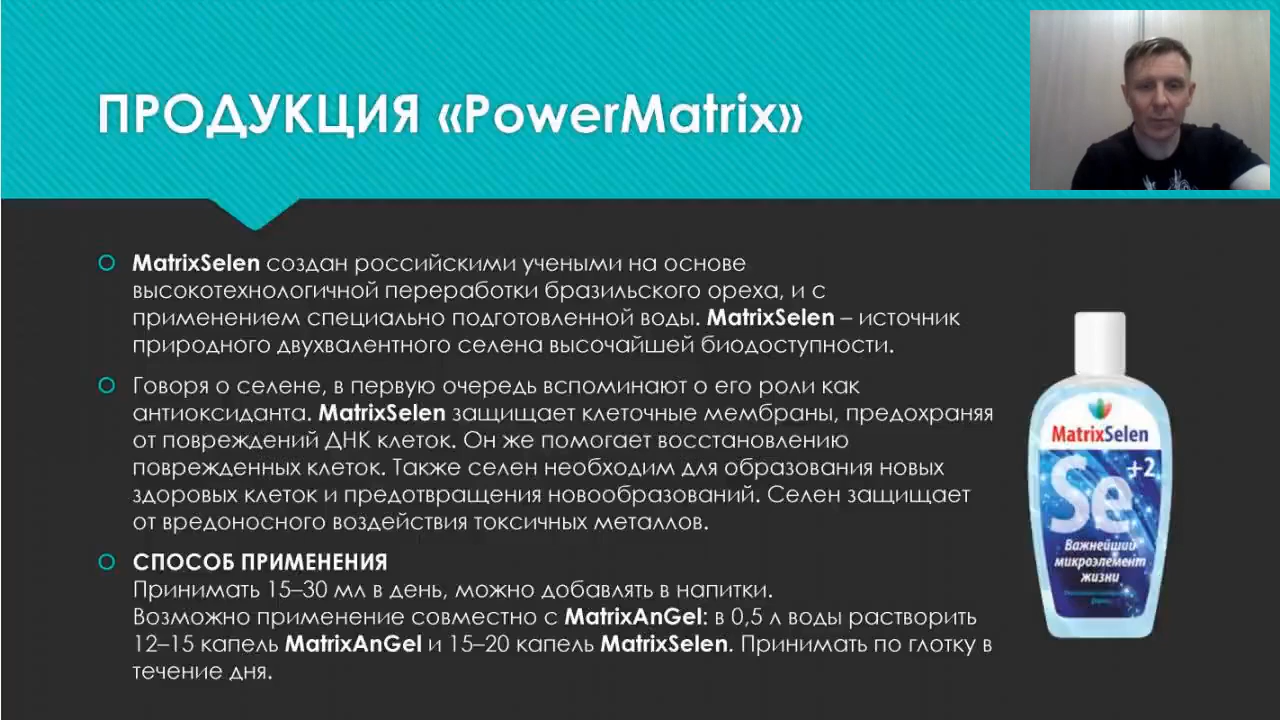 ПРОДУКЦИЯ «PowerMatrix»
MatrixSelen создан российскими учеными на основе
высокотехнологичной переработки бразильского ореха, и с
применением специально подготовленной воды. MatrixSelen – источник
природного двухвалентного селена высочайшей биодоступности.
Говоря о селене, в первую очередь вспоминают о его роли как
антиоксиданта. MatrixSelen защищает клеточные мембраны, предохраняя
от повреждений ДНК клеток. Он же помогает восстановлению
поврежденных клеток. Также селен необходим для образования новых
здоровых клеток и предотвращения новообразований. Селен защищает
от вредоносного воздействия токсичных металлов.
СПОСОБ ПРИМЕНЕНИЯ
Принимать 15–30 мл в день, можно добавлять в напитки.
Возможно применение совместно с MatrixAnGel: в 0,5 л воды растворить
12–15 капель MatrixAnGel и 15–20 капель MatrixSelen. Принимать по глотку в
течение дня.
MatrixSelen
Se+2
Важнейший
микроэлемент
жизни